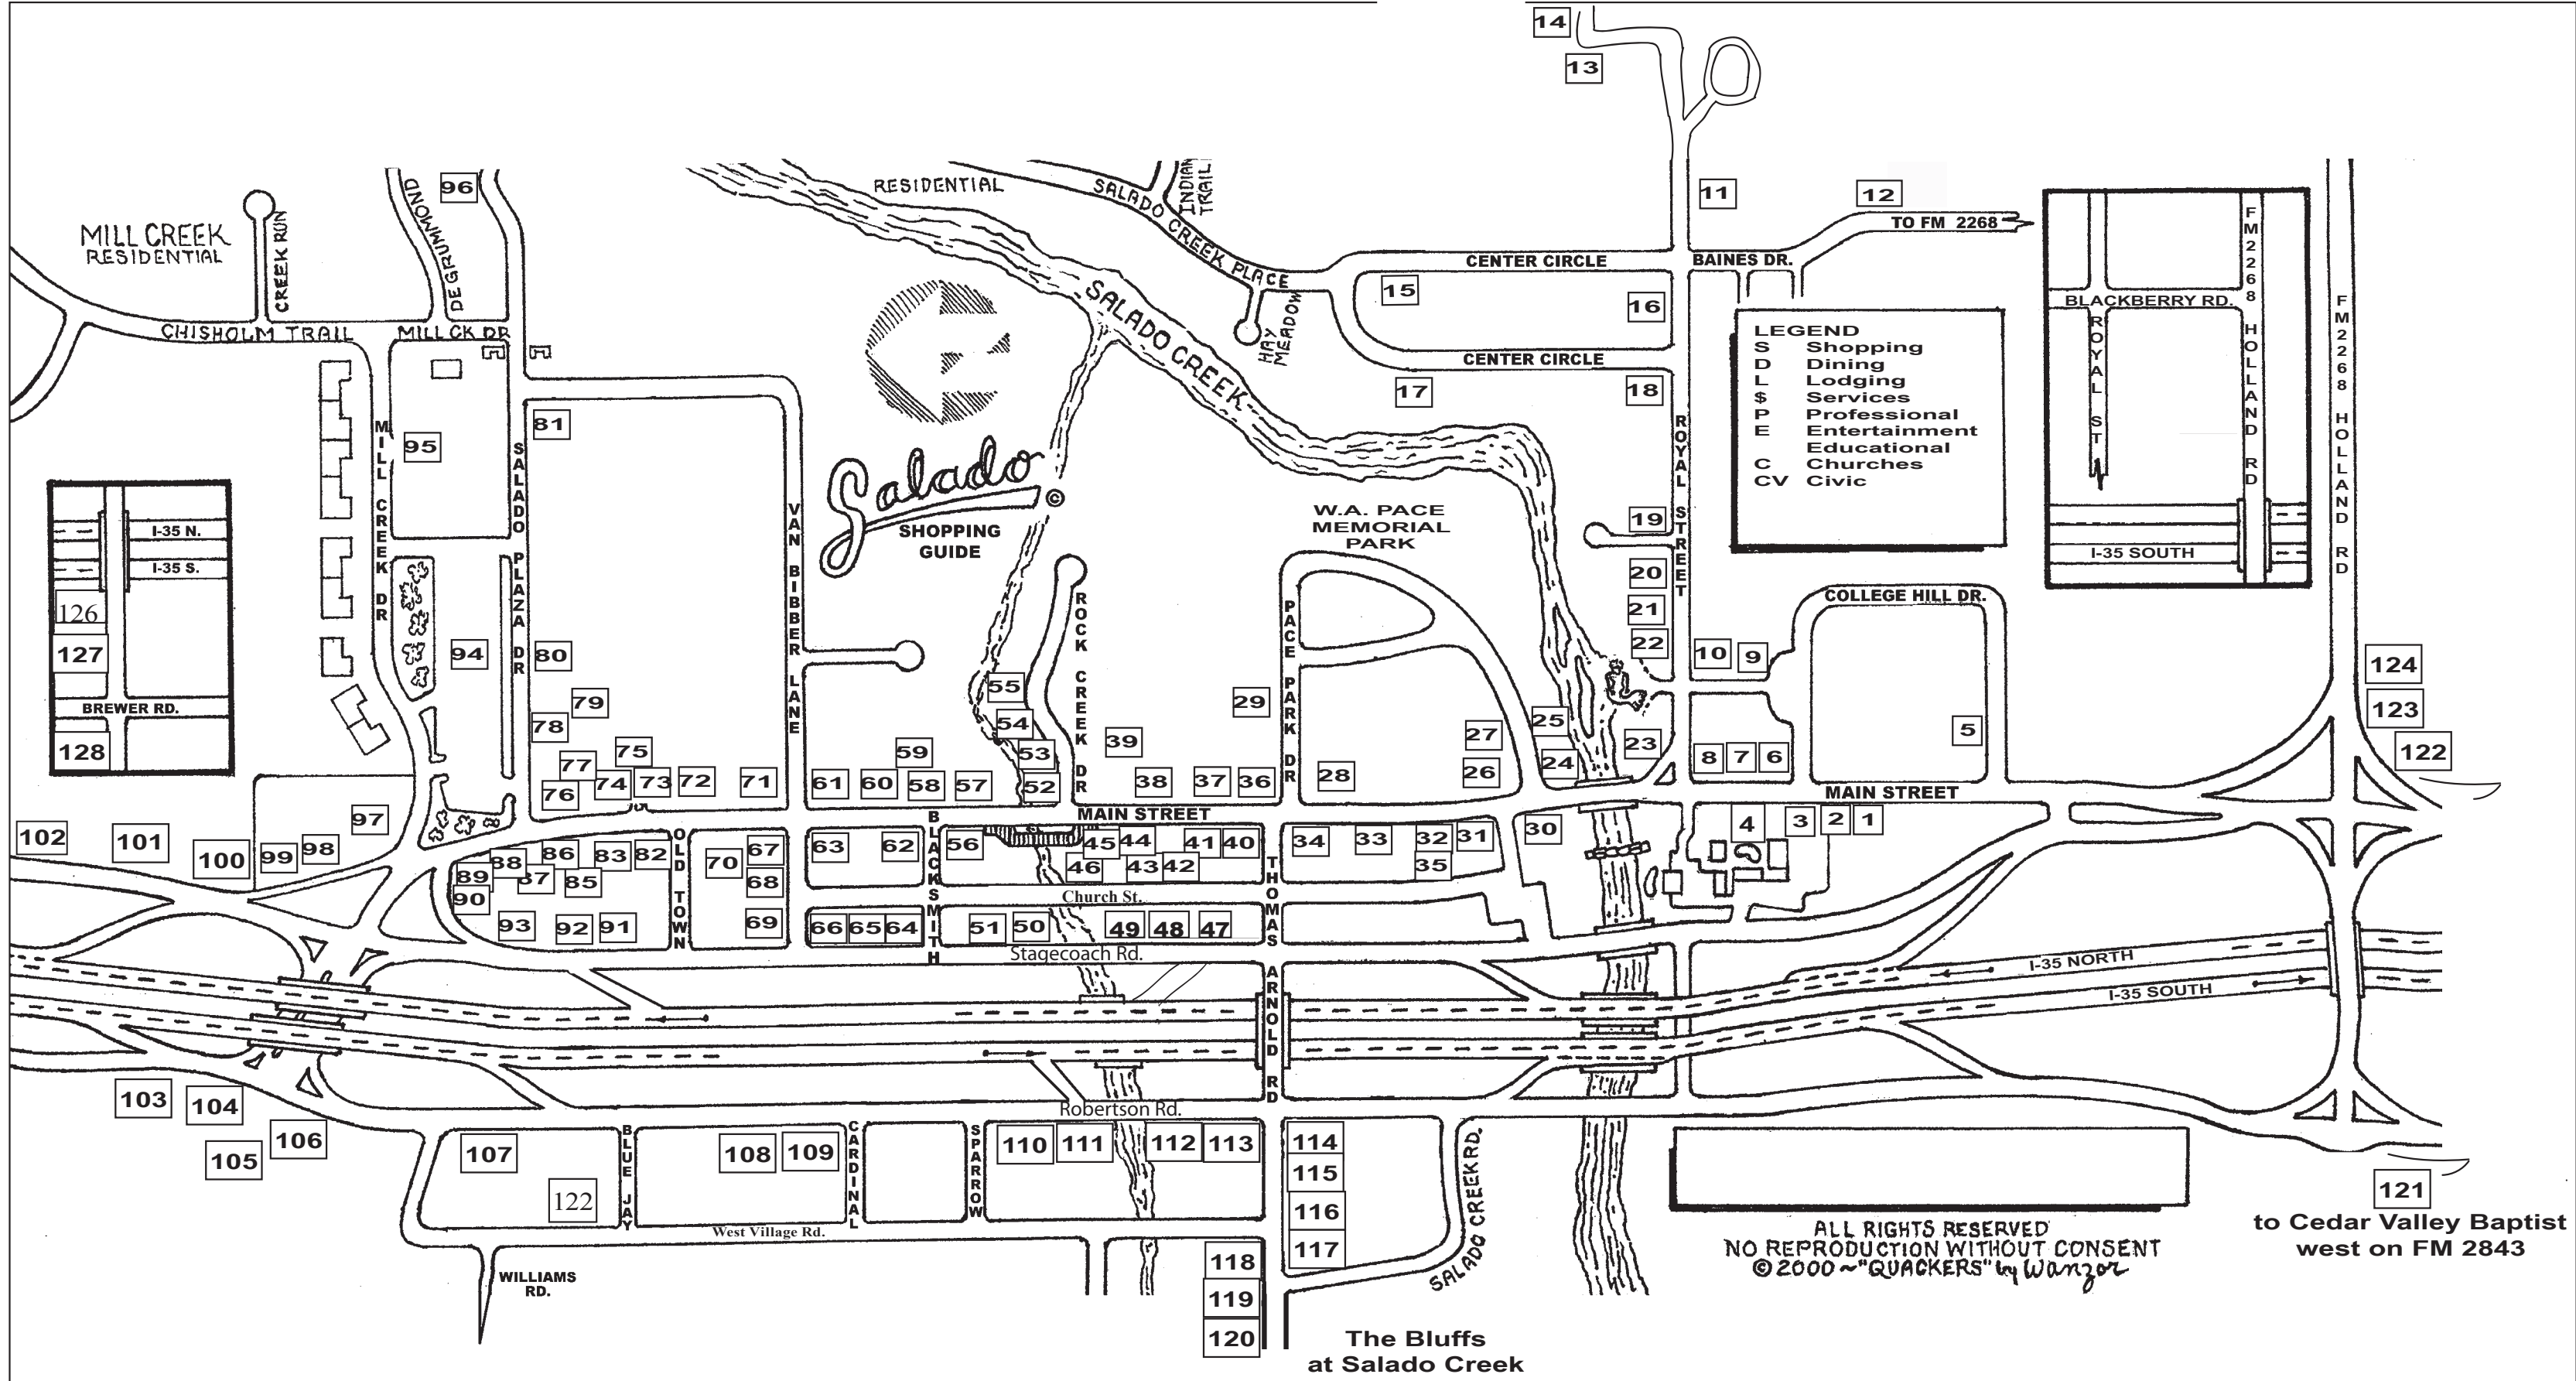 14
13
96
11
12
TO FM 2268
RESIDENTIAL
SALADO CREEK PLACE
INDIAN TRAIL
MILL CREEK
RESIDENTIAL
CREEK RUN
DEGRUMMOND
CENTER CIRCLE
BAINES DR.
15
16
HAY
MEADOW
SALADO CREEK
CHISHOLM TRAIL
MILL CK DR
CENTER CIRCLE
17
18
LEGEND
S Shopping
D Dining
L Lodging
$ Services
P Professional
E Entertainment
Educational
C Churches
CV Civic
BLACKBERRY RD.
ROYAL ST
FM2268 HOLLAND RD
I-35 SOUTH
FM2268 HOLLAND RD
81
95
MILL CREEK DR
SALADO PLAZA DR
VAN BIBBER LANE
Salado
©
SHOPPING
GUIDE
W.A. PACE
MEMORIAL
PARK
ROYAL STREET
19
20
21
22
10
9
COLLEGE HILL DR.
I-35 N.
I-35 S.
126
127
BREWER RD.
128
94
80
79
78
77
76
75
74
73
72
71
61
60
59
58
57
55
54
53
52
ROCK CREEK DR
39
38
37
36
29
PACE PARK DR
28
27
26
25
24
23
8
7
6
5
124
123
122
MAIN STREET
MAIN STREET
102
101
100
99
98
97
88
86
83
82
89
87
85
90
93
92
91
OLD TOWN
70
67
68
69
63
62
66
65
64
BLACKSMITH
56
45
44
41
40
46
43
42
Church St.
51
50
49
48
47
Stagecoach Rd.
THOMAS ARNOLD RD
34
33
32
31
35
30
4
3
2
1
I-35 NORTH
I-35 SOUTH
103
104
105
106
Robertson Rd.
107
122
BLUE JAY
108
109
CARDINAL
SPARROW
110
111
112
113
114
115
116
117
West Village Rd.
WILLIAMS
RD.
118
119
120
SALADO CREEK RD.
The Bluffs
at Salado Creek
121
to Cedar Valley Baptist
west on FM 2843
ALL RIGHTS RESERVED
NO REPRODUCTION WITHOUT CONSENT
© 2000 ~ "QUACKERS" by Wanzor